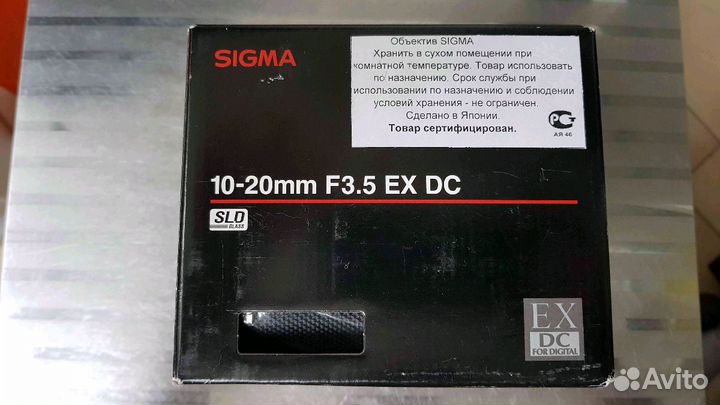 SIGMA
Объектив SIGMA
Хранить в сухом помещении при
комнатной температуре. Товар использовать
по назначению. Срок службы при
использовании по назначению и соблюдении
условий хранения - не ограничен.
Сделано в Японии.
Товар сертифицирован.
РСТ
АЯ 46
10-20mm F3.5 EX DC
SLD
GLASS
EX
DC
FOR DIGITAL
Avito